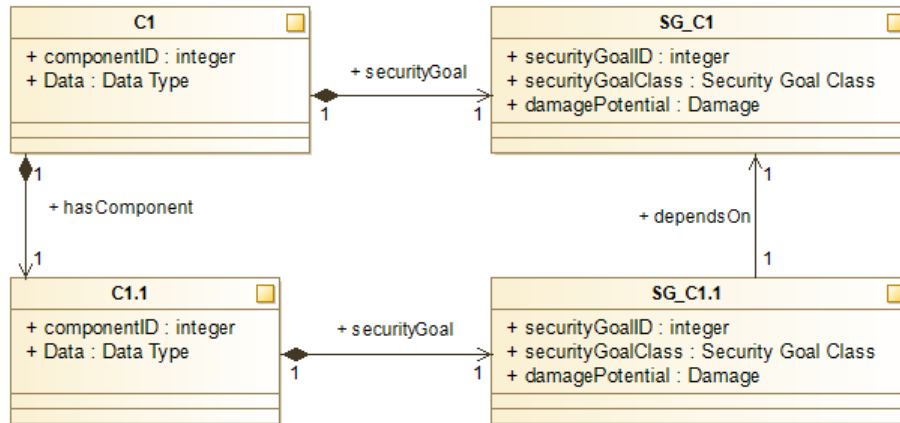 C1
+ componentID : integer
+ Data : Data Type
SG_C1
+ securityGoalID : integer
+ securityGoalClass : Security Goal Class
+ damagePotential : Damage
+ securityGoal
1
1
1
+ hasComponent
1
1
+ dependsOn
1
C1.1
+ componentID : integer
+ Data : Data Type
SG_C1.1
+ securityGoalID : integer
+ securityGoalClass : Security Goal Class
+ damagePotential : Damage
+ securityGoal
1
1